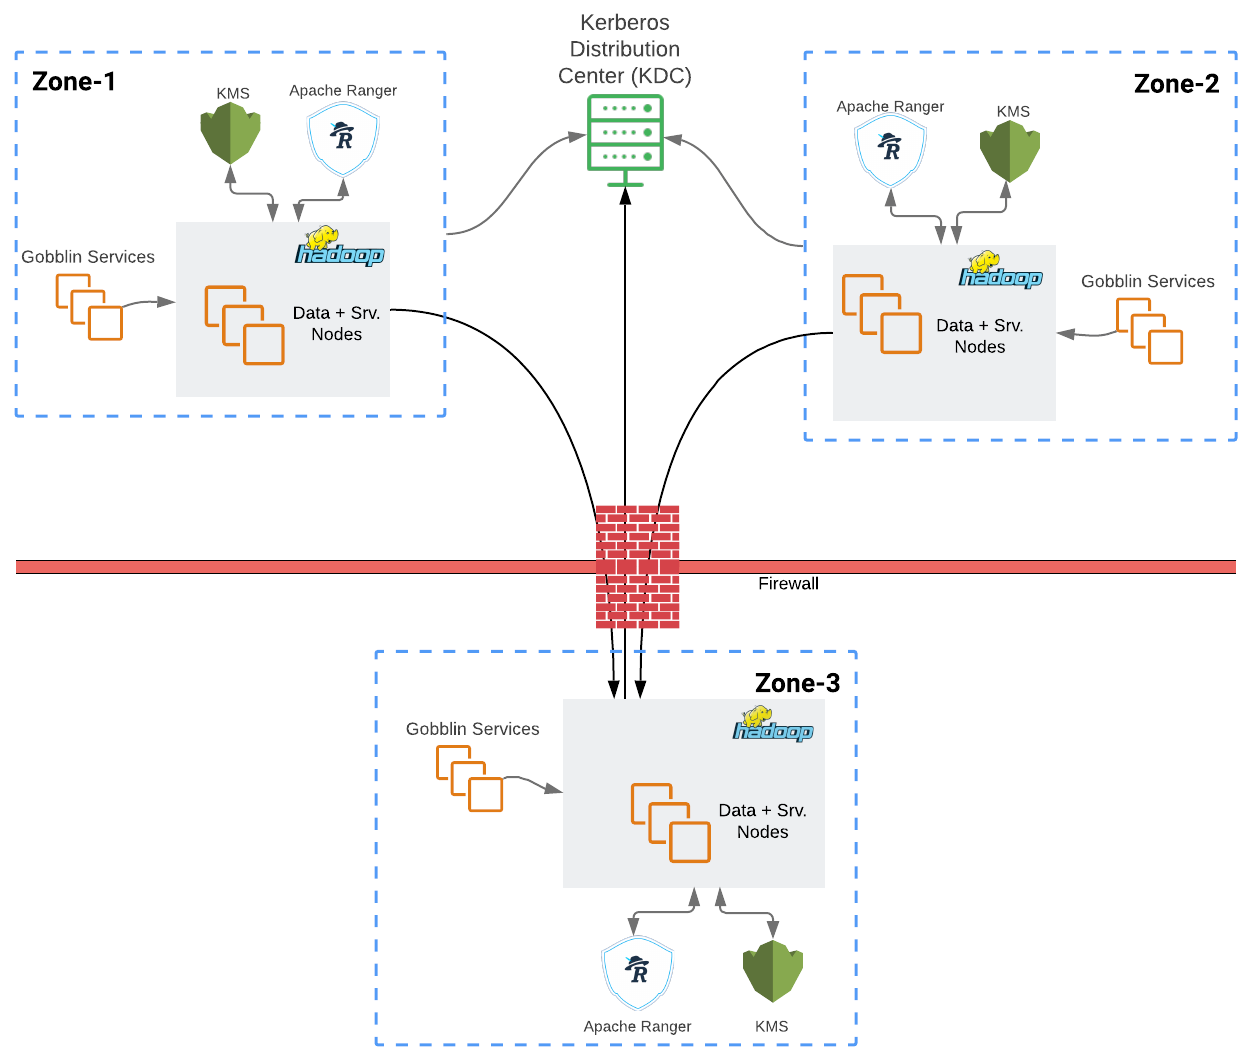 Kerberos
Distribution
Center (KDC)
Zone-1
KMS
Apache Ranger
R
hadoop
Gobblin Services
Data + Srv.
Nodes
Zone-2
Apache Ranger
R
KMS
hadoop
Gobblin Services
Data + Srv.
Nodes
Firewall
Zone-3
hadoop
Gobblin Services
Data + Srv.
Nodes
R
Apache Ranger
KMS